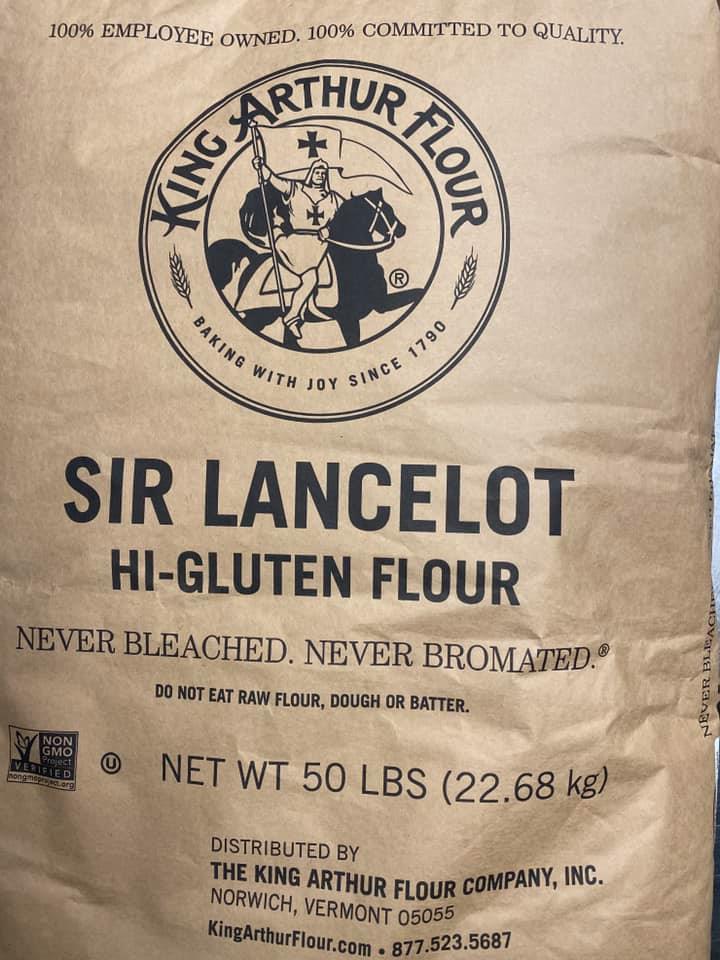 100% EMPLOYEE OWNED. 100% COMMITTED TO QUALITY.
KING ARTHUR FLOUR
®
BAKING WITH JOY SINCE 1790
SIR LANCELOT
HI-GLUTEN FLOUR
NEVER BLEACHED. NEVER BROMATED.®
DO NOT EAT RAW FLOUR, DOUGH OR BATTER.
NON
GMO
Project
VERIFIED
nongmoproject.org
U
NET WT 50 LBS (22.68 kg)
DISTRIBUTED BY
THE KING ARTHUR FLOUR COMPANY, INC.
NORWICH, VERMONT 05055
KingArthurFlour.com • 877.523.5687
NEVER BLEACH